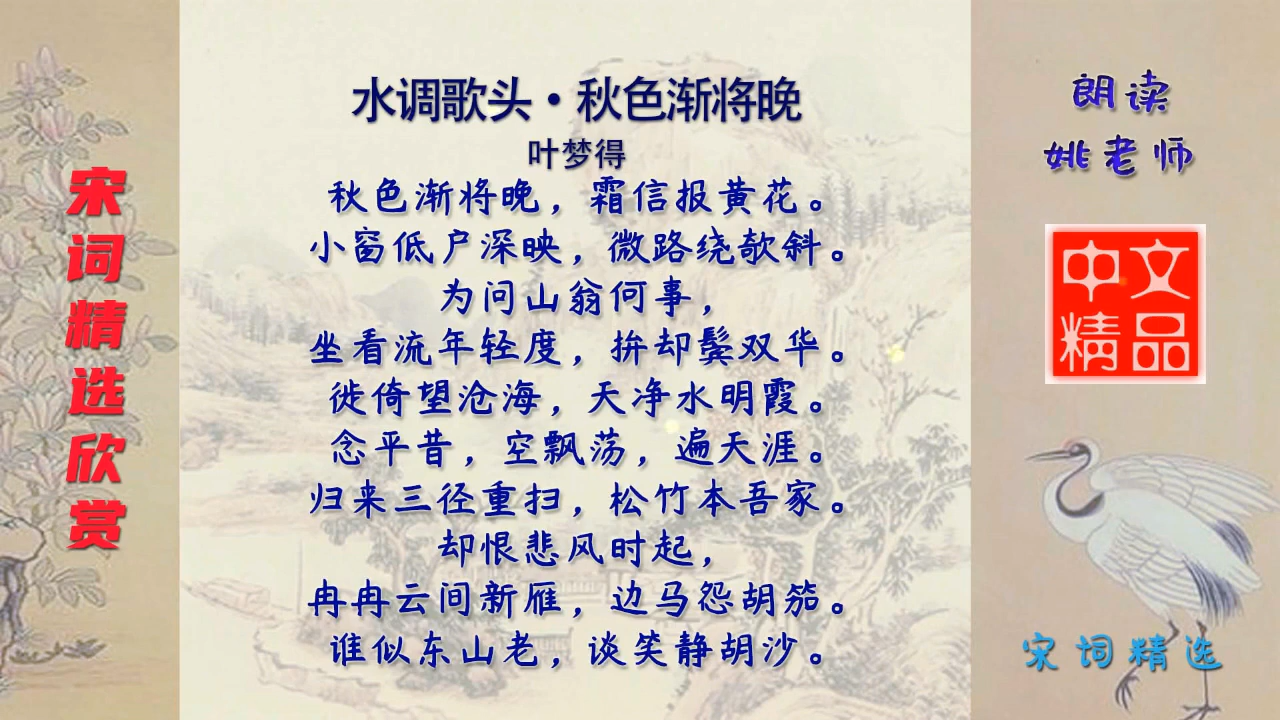 宋词精选欣赏
水调歌头·秋色渐将晚
叶梦得
秋色渐将晚，霜信报黄花。
小窗低户深映，微路绕欹斜。
为问山翁何事，
坐看流年轻度，拚却鬓双华。
徙倚望沧海，天净水明霞。
念平昔，空飘荡，遍天涯。
归来三径重扫，松竹本吾家。
却恨悲风时起，
冉冉云间新雁，边马怨胡笳。
谁似东山老，谈笑静胡沙。
朗读
姚老师
中文
精品
宋词精选